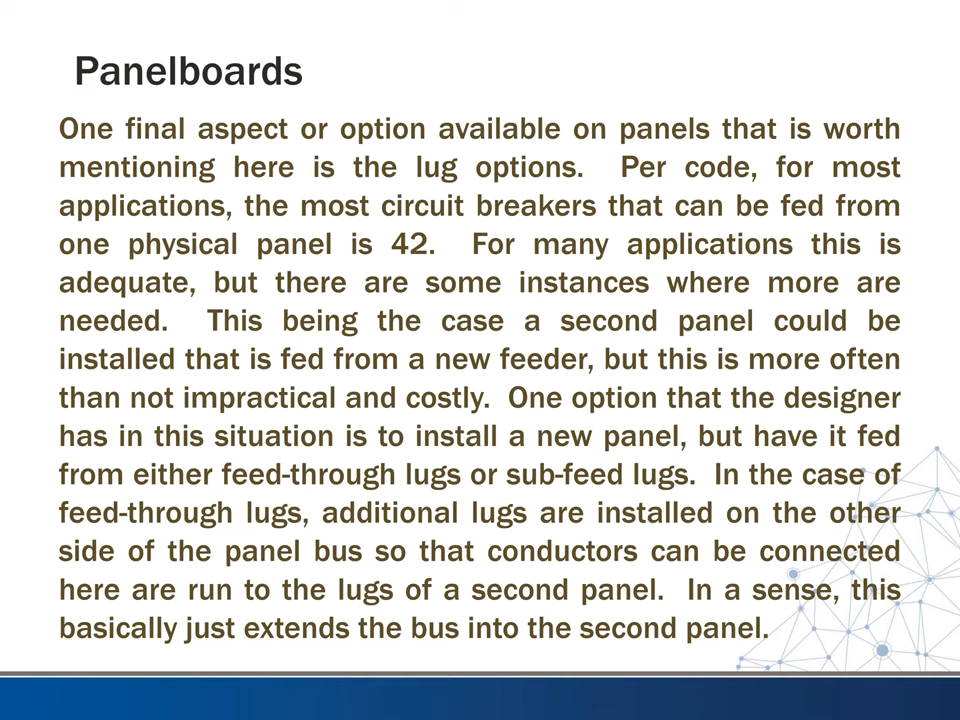 Panelboards
One final aspect or option available on panels that is worth
mentioning here is the lug options. Per code, for most
applications, the most circuit breakers that can be fed from
one physical panel is 42. For many applications this is
adequate, but there are some instances where more are
needed. This being the case a second panel could be
installed that is fed from a new feeder, but this is more often
than not impractical and costly. One option that the designer
has in this situation is to install a new panel, but have it fed
from either feed-through lugs or sub-feed lugs. In the case of
feed-through lugs, additional lugs are installed on the other
side of the panel bus so that conductors can be connected
here are run to the lugs of a second panel. In a sense, this
basically just extends the bus into the second panel.